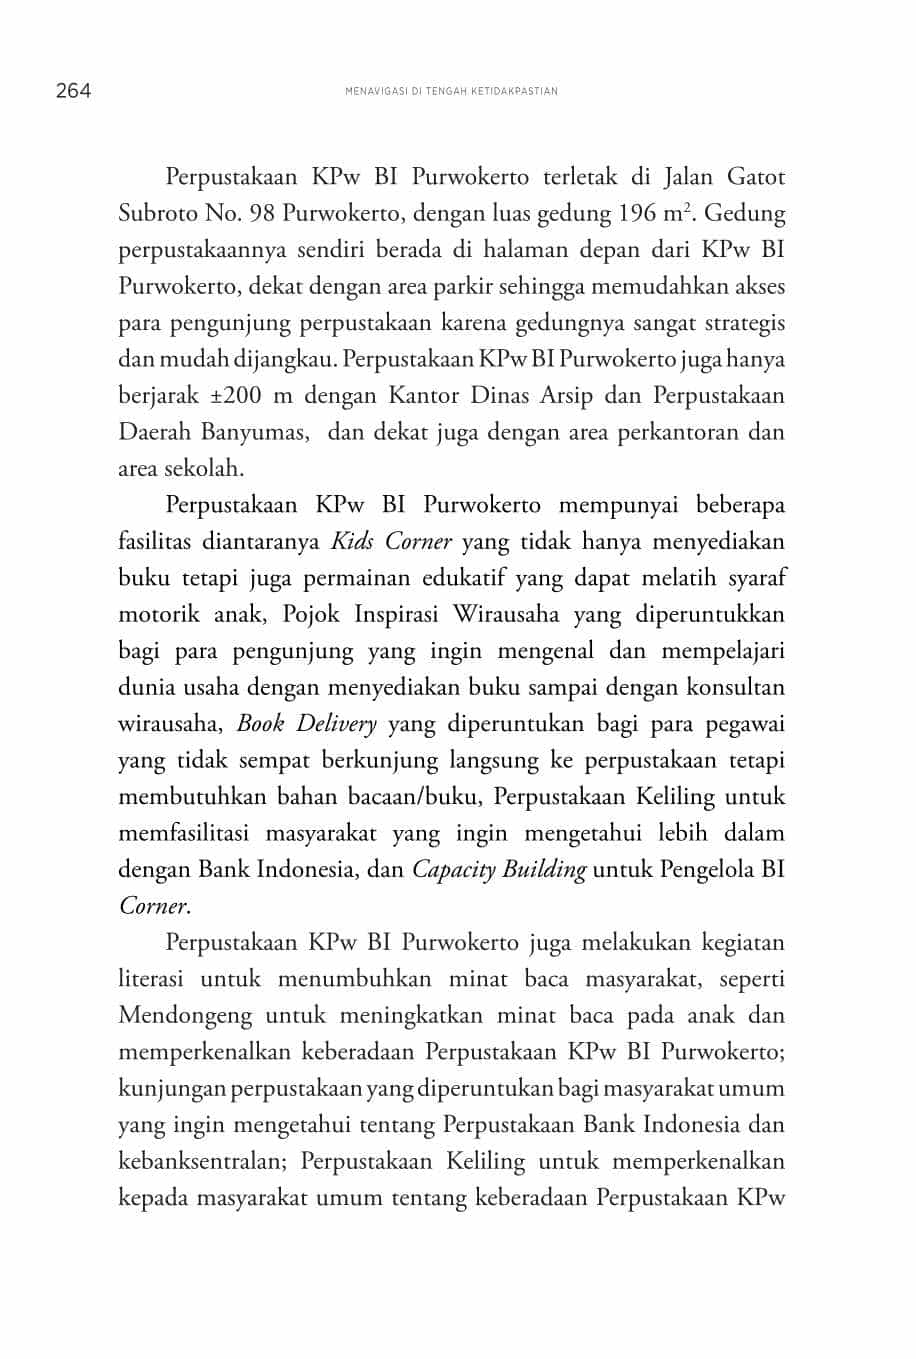 264
MENAVIGASI DI TENGAH KETIDAKPASTIAN
Perpustakaan KPw BI Purwokerto terletak di Jalan Gatot
Subroto No. 98 Purwokerto, dengan luas gedung 196 m². Gedung
perpustakaannya sendiri berada di halaman depan dari KPw BI
Purwokerto, dekat dengan area parkir sehingga memudahkan akses
para pengunjung perpustakaan karena gedungnya sangat strategis
dan mudah dijangkau. Perpustakaan KPw BI Purwokerto juga hanya
berjarak ±200 m dengan Kantor Dinas Arsip dan Perpustakaan
Daerah Banyumas, dan dekat juga dengan area perkantoran dan
area sekolah.
Perpustakaan KPw BI Purwokerto mempunyai beberapa
fasilitas diantaranya Kids Corner yang tidak hanya menyediakan
buku tetapi juga permainan edukatif yang dapat melatih syaraf
motorik anak, Pojok Inspirasi Wirausaha yang diperuntukkan
bagi para pengunjung yang ingin mengenal dan mempelajari
dunia usaha dengan menyediakan buku sampai dengan konsultan
wirausaha, Book Delivery yang diperuntukan bagi para pegawai
yang tidak sempat berkunjung langsung ke perpustakaan tetapi
membutuhkan bahan bacaan/buku, Perpustakaan Keliling untuk
memfasilitasi masyarakat yang ingin mengetahui lebih dalam
dengan Bank Indonesia, dan Capacity Building untuk Pengelola BI
Corner.
Perpustakaan KPw BI Purwokerto juga melakukan kegiatan
literasi untuk menumbuhkan minat baca masyarakat, seperti
Mendongeng untuk meningkatkan minat baca pada anak dan
memperkenalkan keberadaan Perpustakaan KPw BI Purwokerto;
kunjungan perpustakaan yang diperuntukan bagi masyarakat umum
yang ingin mengetahui tentang Perpustakaan Bank Indonesia dan
kebanksentralan; Perpustakaan Keliling untuk memperkenalkan
kepada masyarakat umum tentang keberadaan Perpustakaan KPw